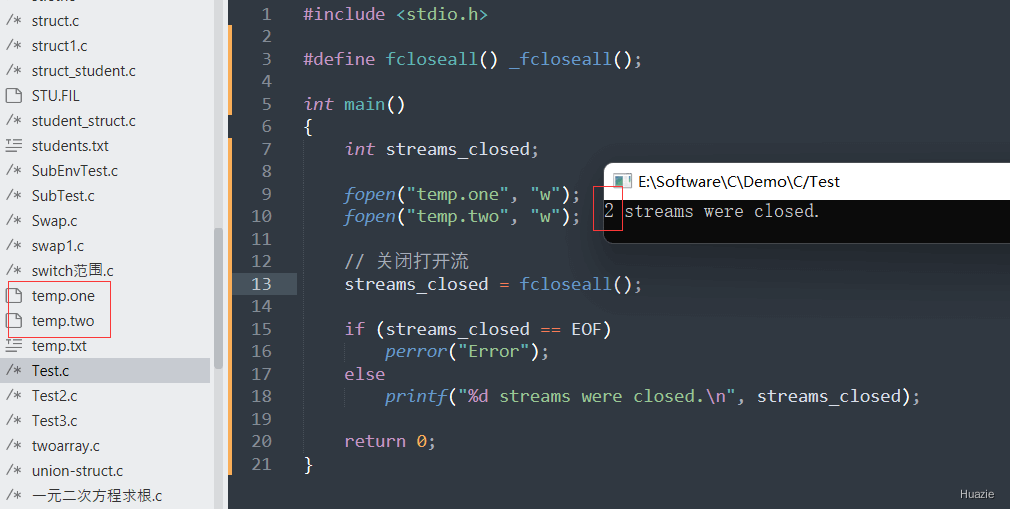 struct.c
struct1.c
struct_student.c
STU.FIL
student_struct.c
students.txt
SubEnvTest.c
SubTest.c
Swap.c
swap1.c
switch范围.c
temp.one
temp.two
temp.txt
Test.c
Test2.c
Test3.c
twoarray.c
union-struct.c
一元二次方程求根.c
1 #include <stdio.h>
2
3 #define fcloseall() _fcloseall();
4
5 int main()
6 {
7 int streams_closed;
8
9 fopen("temp.one", "w");
10 fopen("temp.two", "w");
11
12 // 关闭打开流
13 streams_closed = fcloseall();
14
15 if (streams_closed == EOF)
16 perror("Error");
17 else
18 printf("%d streams were closed.\n", streams_closed);
19
20 return 0;
21 }
E:\Software\C\Demo\C/Test
2 streams were closed.
Huazie